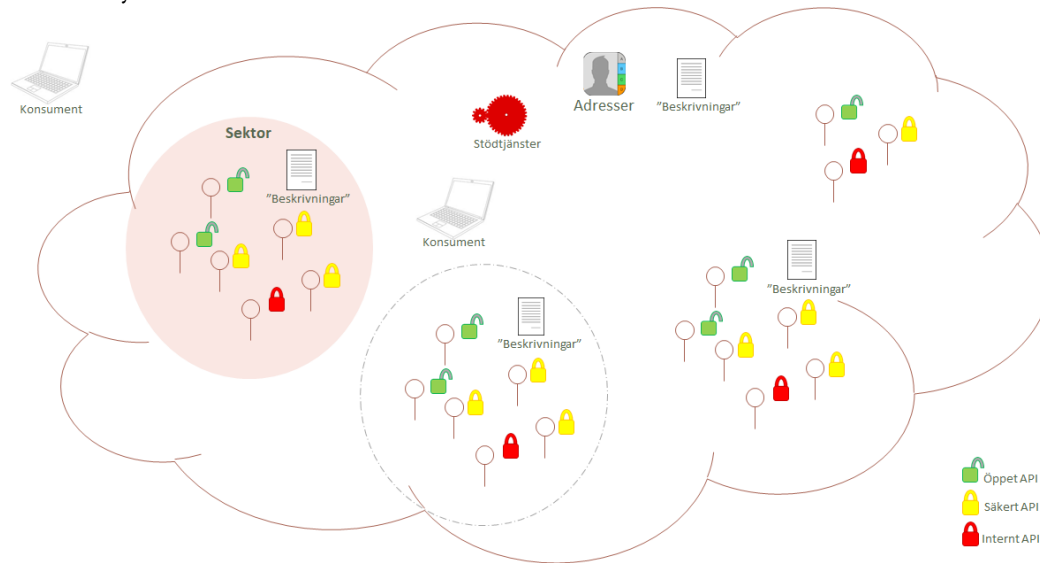 Konsument
Adresser
"Beskrivningar"
Sektor
Stödtjänster
"Beskrivningar"
Konsument
"Beskrivningar"
"Beskrivningar"
Öppet API
Säkert API
Internt API